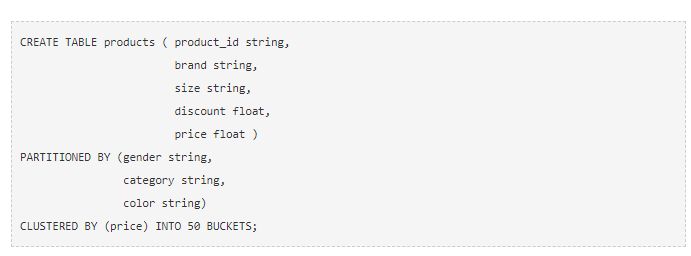 CREATE TABLE products ( product_id string,
brand string,
size string,
discount float,
price float )
PARTITIONED BY (gender string,
category string,
color string)
CLUSTERED BY (price) INTO 50 BUCKETS;